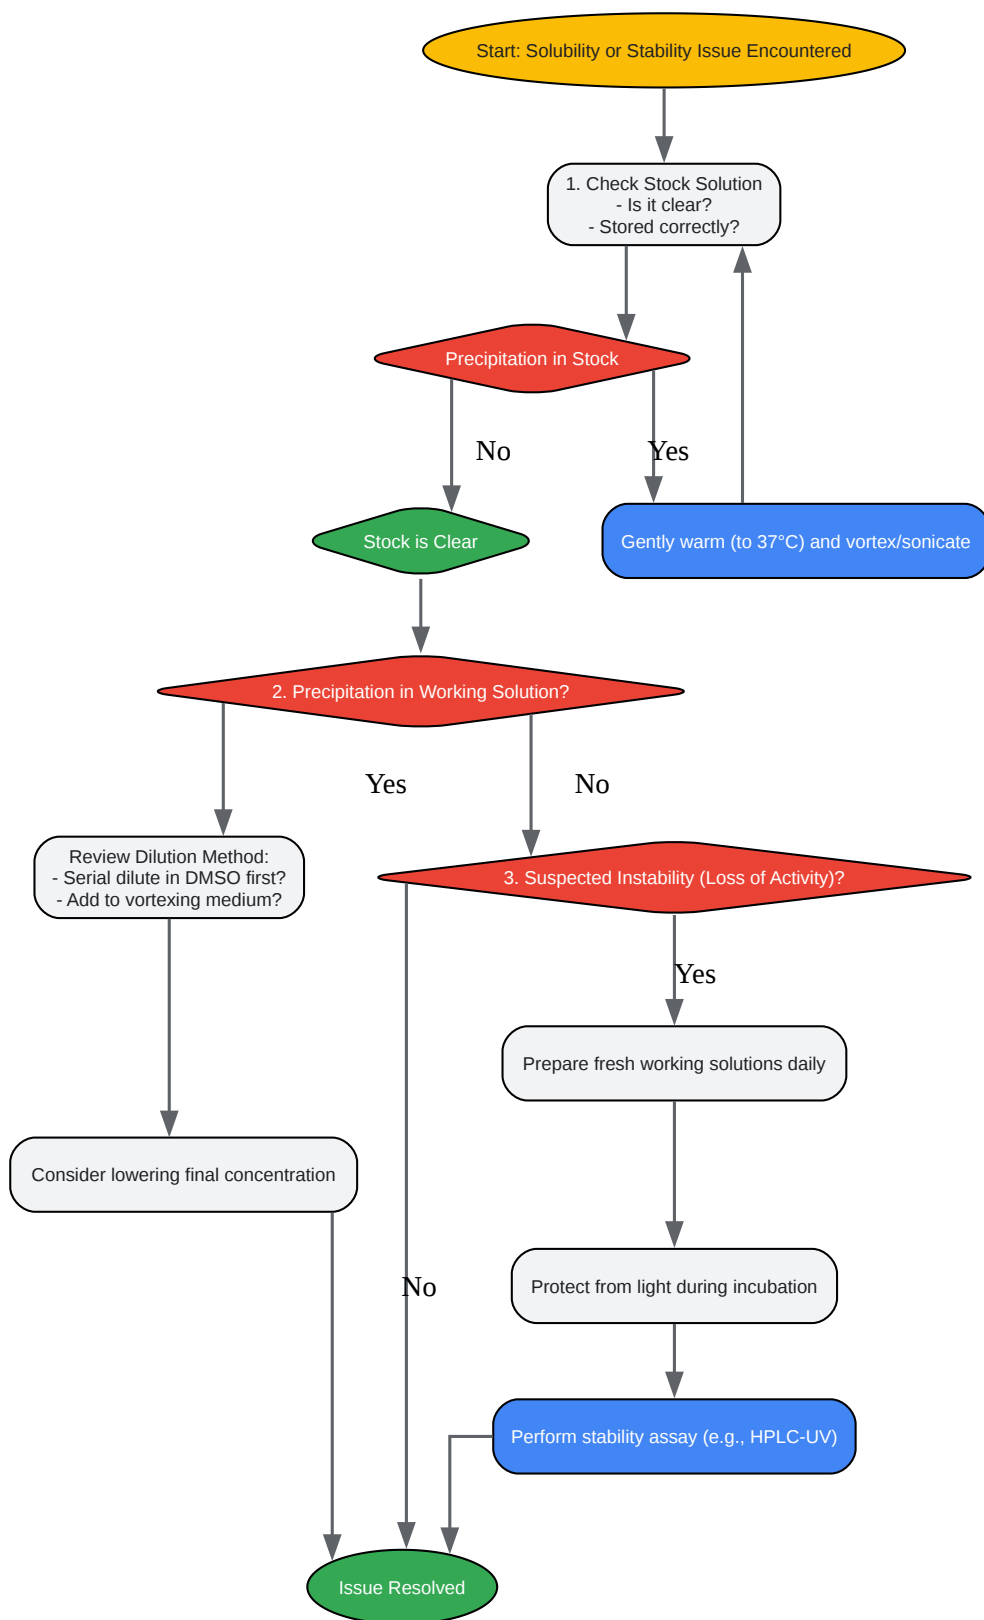 Start: Solubility or Stability Issue Encountered
1. Check Stock Solution
- Is it clear?
- Stored correctly?
Precipitation in Stock
No
Yes
Stock is Clear
Gently warm (to 37°C) and vortex/sonicate
2. Precipitation in Working Solution?
Yes
No
Review Dilution Method:
- Serial dilute in DMSO first?
- Add to vortexing medium?
3. Suspected Instability (Loss of Activity)?
Yes
Prepare fresh working solutions daily
Consider lowering final concentration
No
Protect from light during incubation
Perform stability assay (e.g., HPLC-UV)
Issue Resolved